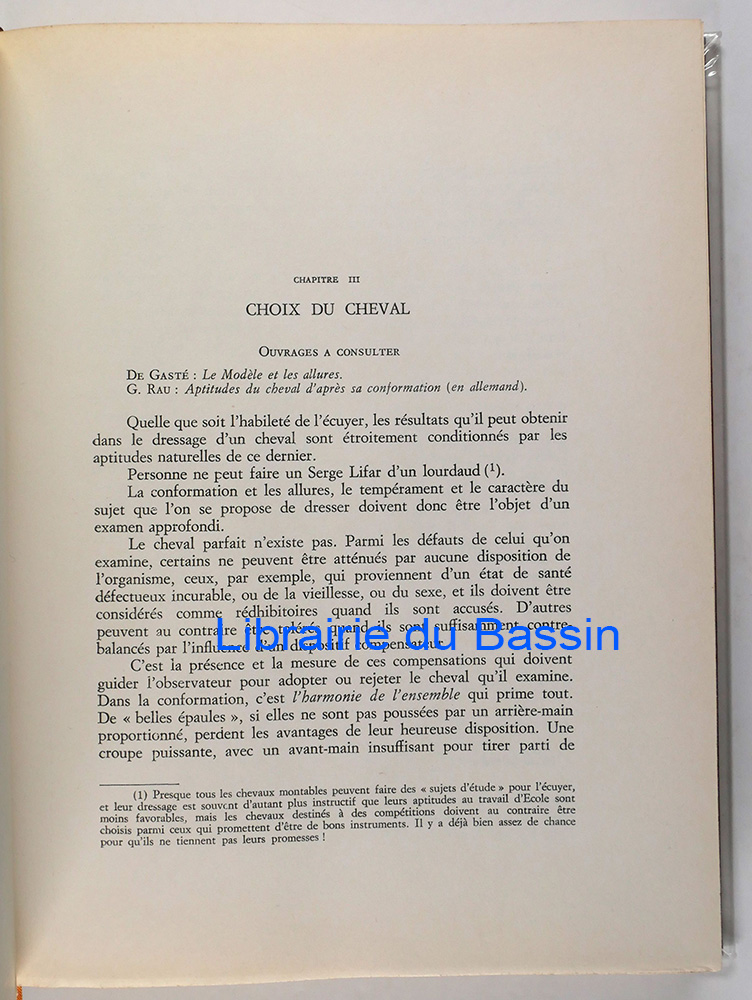 CHAPITRE III
CHOIX DU CHEVAL
OUVRAGES A CONSULTER
DE GASTÉ : Le Modèle et les allures.
G. RAU : Aptitudes du cheval d'après sa conformation (en allemand).
Quelle que soit l'habileté de l'écuyer, les résultats qu'il peut obtenir
dans le dressage d'un cheval sont étroitement conditionnés par les
aptitudes naturelles de ce dernier.
Personne ne peut faire un Serge Lifar d'un lourdaud (1).
La conformation et les allures, le tempérament et le caractère du
sujet que l'on se propose de dresser doivent donc être l'objet d'un
examen approfondi.
Le cheval parfait n'existe pas. Parmi les défauts de celui qu'on
examine, certains ne peuvent être atténués par aucune disposition de
l'organisme, ceux, par exemple, qui proviennent d'un état de santé
défectueux incurable, ou de la vieillesse, ou du sexe, et ils doivent être
considérés comme rédhibitoires quand ils sont accusés. D'autres
peuvent au contraire être tolérés quand ils sont suffisamment contre-
balancés par l'influence d'un dispositif compensateur.
Librairie du Bassin
C'est la présence et la mesure de ces compensations qui doivent
guider l'observateur pour adopter ou rejeter le cheval qu'il examine.
Dans la conformation, c'est l'harmonie de l'ensemble qui prime tout.
De « belles épaules », si elles ne sont pas poussées par un arrière-main
proportionné, perdent les avantages de leur heureuse disposition. Une
croupe puissante, avec un avant-main insuffisant pour tirer parti de
(1) Presque tous les chevaux montables peuvent faire des « sujets d'étude » pour l'écuyer,
et leur dressage est souvent d'autant plus instructif que leurs aptitudes au travail d'Ecole sont
moins favorables, mais les chevaux destinés à des compétitions doivent au contraire être
choisis parmi ceux qui promettent d'être de bons instruments. Il y a déjà bien assez de chance
pour qu'ils ne tiennent pas leurs promesses !